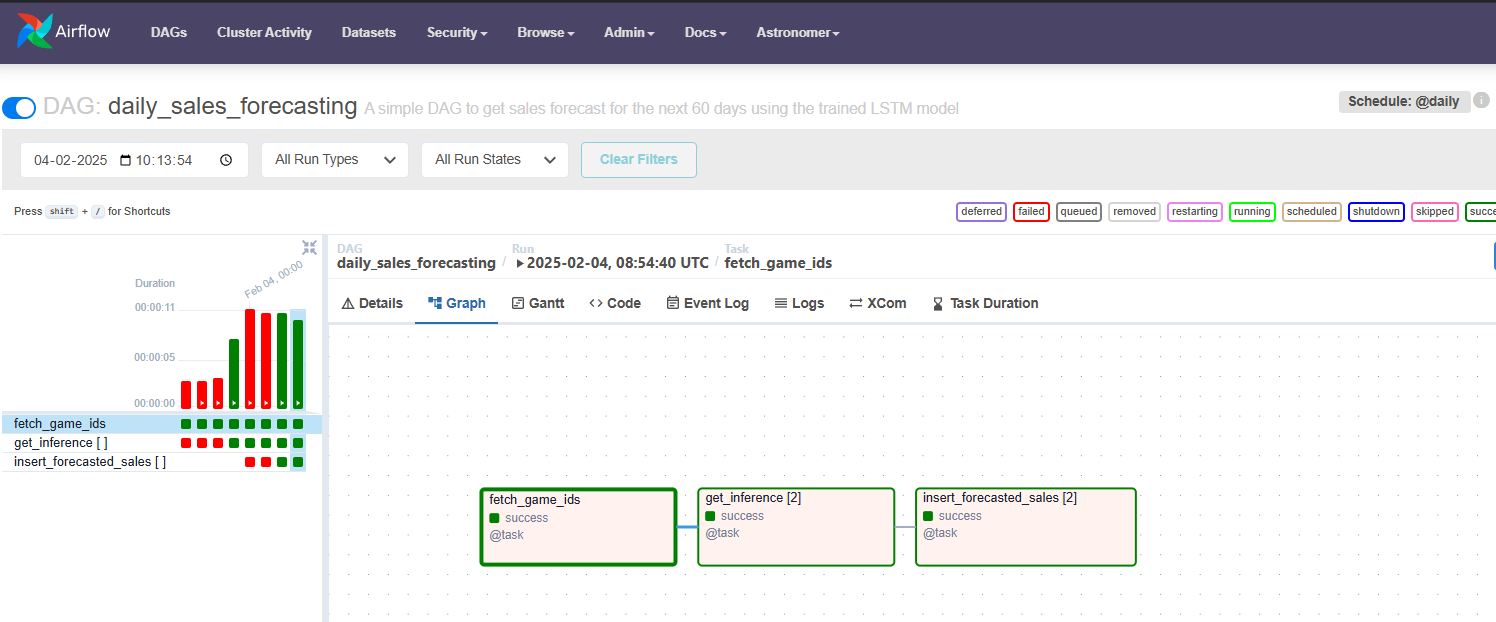 Airflow DAGs Cluster Activity Datasets Security Browse Admin Docs Astronomer
DAG: daily_sales_forecasting A simple DAG to get sales forecast for the next 60 days using the trained LSTM model Schedule: @daily
04-02-2025 10:13:54 All Run Types All Run States Clear Filters
Press shift + / for Shortcuts deferred failed queued removed restarting running scheduled shutdown skipped succe
DAG Run Task
daily_sales_forecasting / 2025-02-04, 08:54:40 UTC / fetch_game_ids
Duration
Feb 04, 00:00
00:00:11
00:00:05
00:00:00
Details Graph Gantt Code Event Log Logs XCom Task Duration
fetch_game_ids
get_inference [ ]
insert_forecasted_sales [ ]
fetch_game_ids
success
@task
get_inference [2]
success
@task
insert_forecasted_sales [2]
success
@task